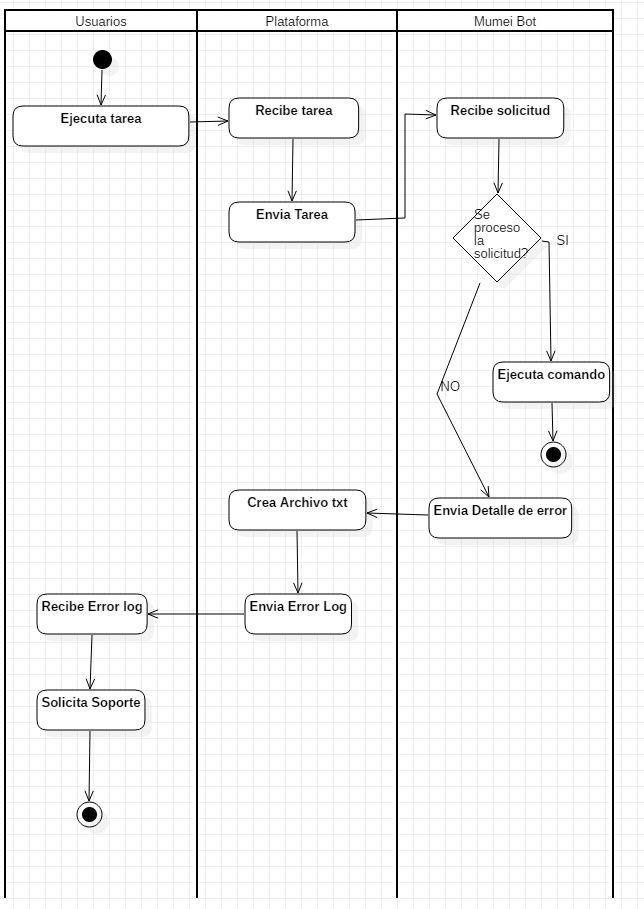 Usuarios
Plataforma
Mumei Bot
Ejecuta tarea
Recibe tarea
Recibe solicitud
Envia Tarea
Se
proceso
la
solicitud?
SI
Ejecuta comando
NO
Crea Archivo txt
Envia Detalle de error
Recibe Error log
Envia Error Log
Solicita Soporte